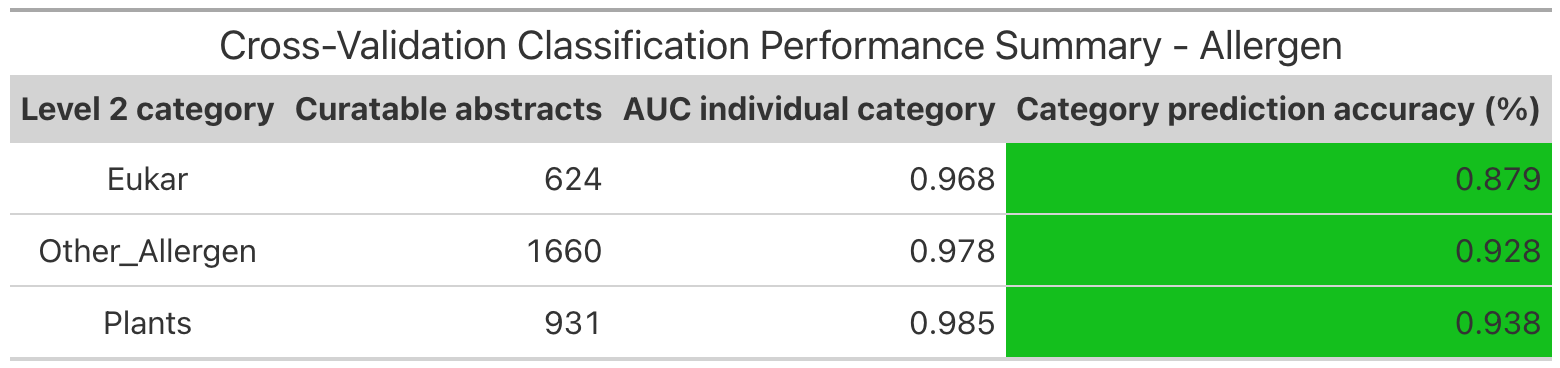 Cross-Validation Classification Performance Summary - Allergen
Level 2 category Curatable abstracts AUC individual category Category prediction accuracy (%)
Eukar 624 0.968 0.879
Other_Allergen 1660 0.978 0.928
Plants 931 0.985 0.938